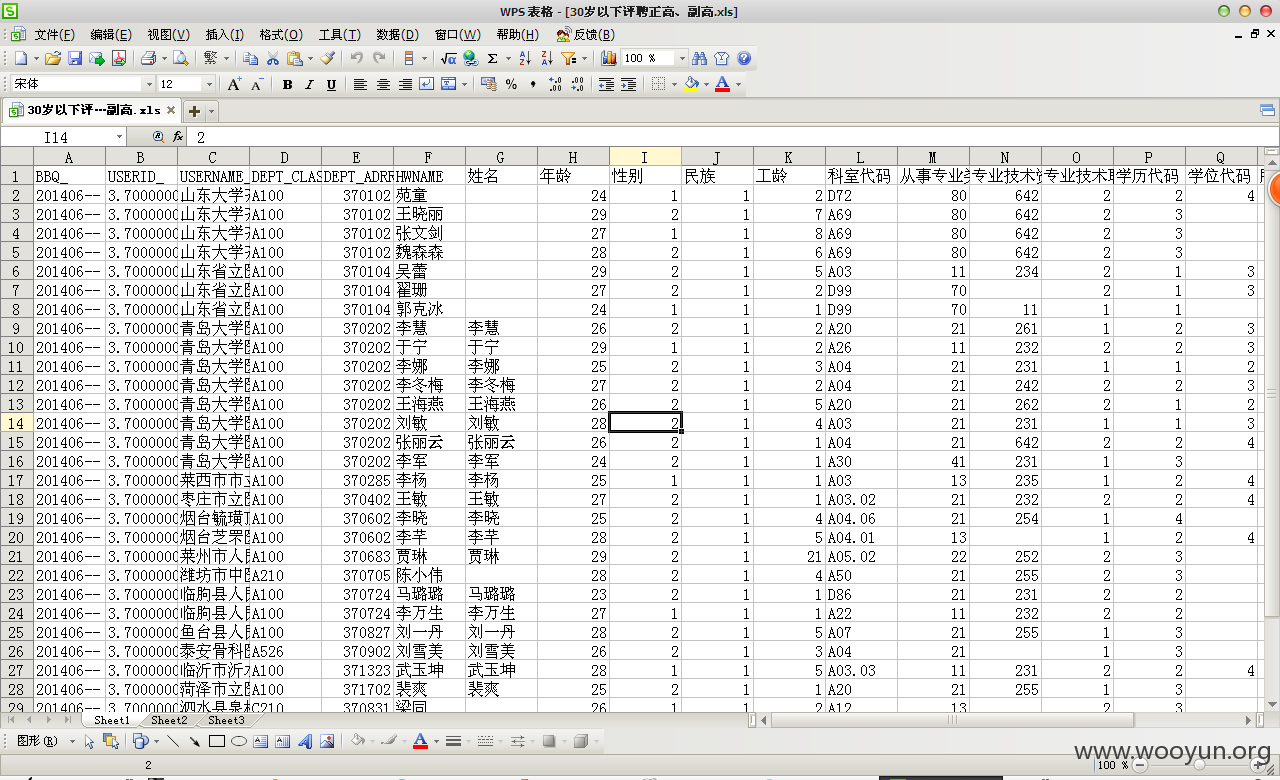 WPS 表格 - [30岁以下评聘正高、副高.xls]
文件(F) 编辑(E) 视图(V) 插入(I) 格式(O) 工具(T) 数据(D) 窗口(W) 帮助(H) 反馈(B)
100 %
宋体 12
30岁以下评---副高.xls
I14 fx 2
A B C D E F G H I J K L M N O P Q
1 BBQ_ USERID_ USERNAME_ DEPT_CLAS DEPT_ADRE HWNAME 姓名 年龄 性别 民族 工龄 科室代码 从事专业类 专业技术资 专业技术职 学历代码 学位代码
2 201406-- 3.7000000 山东大学 A100 370102 苑童 24 1 1 2 D72 80 642 2 2 4
3 201406-- 3.7000000 山东大学 A100 370102 王晓丽 29 2 1 7 A69 80 642 2 3
4 201406-- 3.7000000 山东大学 A100 370102 张文剑 27 1 1 8 A69 80 642 2 3
5 201406-- 3.7000000 山东大学 A100 370102 魏森森 28 2 1 6 A69 80 642 2 3
6 201406-- 3.7000000 山东省立 A100 370104 吴蕾 29 2 1 5 A03 11 234 2 1 3
7 201406-- 3.7000000 山东省立 A100 370104 翟珊 27 2 1 2 D99 70 2 1 3
8 201406-- 3.7000000 山东省立 A100 370104 郭克冰 24 1 1 1 D99 70 11 1 1
9 201406-- 3.7000000 青岛大学 A100 370202 李慧 李慧 26 2 1 2 A20 21 261 1 2 3
10 201406-- 3.7000000 青岛大学 A100 370202 于宁 于宁 29 1 1 2 A26 11 232 2 2 3
11 201406-- 3.7000000 青岛大学 A100 370202 李娜 李娜 25 2 1 3 A04 21 231 1 1 2
12 201406-- 3.7000000 青岛大学 A100 370202 李冬梅 李冬梅 27 2 1 2 A04 21 242 2 2 3
13 201406-- 3.7000000 青岛大学 A100 370202 王海燕 王海燕 26 2 1 5 A20 21 262 2 1 2
14 201406-- 3.7000000 青岛大学 A100 370202 刘敏 刘敏 28 2 1 4 A03 21 231 1 1 3
15 201406-- 3.7000000 青岛大学 A100 370202 张丽云 张丽云 26 2 1 1 A04 21 642 2 2 4
16 201406-- 3.7000000 青岛大学 A100 370202 李军 李军 24 2 1 1 A30 41 231 1 3
17 201406-- 3.7000000 莱西市市 A100 370285 李杨 李杨 25 1 1 1 A03 13 235 1 2 4
18 201406-- 3.7000000 枣庄市立 A100 370402 王敏 王敏 27 2 1 1 A03.02 21 232 2 2 4
19 201406-- 3.7000000 烟台毓璜 A100 370602 李晓 李晓 25 2 1 4 A04.06 21 254 1 4
20 201406-- 3.7000000 烟台芝罘 A100 370602 李芊 李芊 28 2 1 5 A04.01 13 1 2 4
21 201406-- 3.7000000 莱州市人 A100 370683 贾琳 贾琳 29 2 1 21 A05.02 22 252 2 3
22 201406-- 3.7000000 潍坊市中 A210 370705 陈小伟 28 2 1 4 A50 21 255 2 3
23 201406-- 3.7000000 临朐县人 A100 370724 马璐璐 马璐璐 23 2 1 1 D86 21 231 2 2
24 201406-- 3.7000000 临朐县人 A100 370724 李万生 李万生 27 1 1 1 A22 11 232 2 3
25 201406-- 3.7000000 鱼台县人 A100 370827 刘一丹 刘一丹 28 2 1 5 A07 21 255 1 3
26 201406-- 3.7000000 泰安骨科 A526 370902 刘雪美 刘雪美 26 2 1 3 A04 21 1 3
27 201406-- 3.7000000 临沂市沂 A100 371323 武玉坤 武玉坤 28 1 1 5 A03.03 11 231 2 2 4
28 201406-- 3.7000000 菏泽市立 A100 371702 裴爽 裴爽 25 2 1 1 A20 21 255 1 3
29 201406-- 3.7000000 泗水县泉 C210 370831 梁同 26 1 1 2 A12 13 2 3
Sheet1 Sheet2 Sheet3
图形(R)
2 100 %
www.wooyun.org